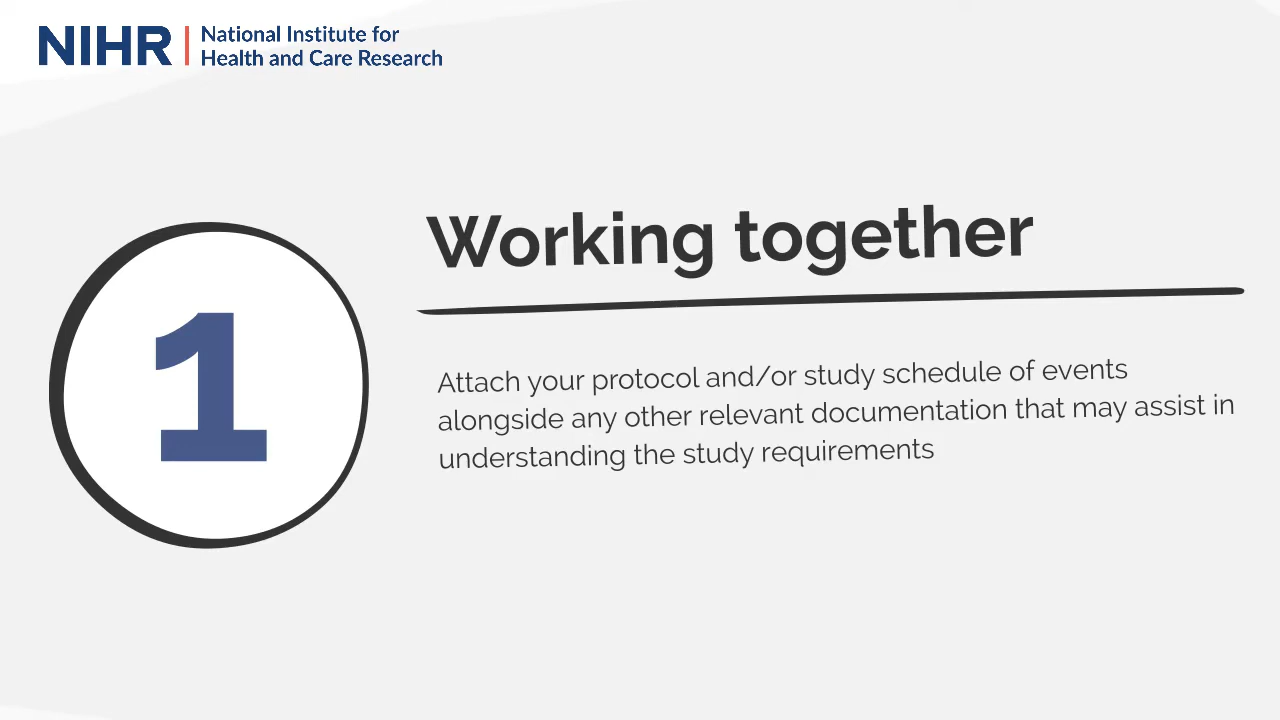 NIHR | National Institute for
Health and Care Research
Working together
1
Attach your protocol and/or study schedule of events
alongside any other relevant documentation that may assist in
understanding the study requirements